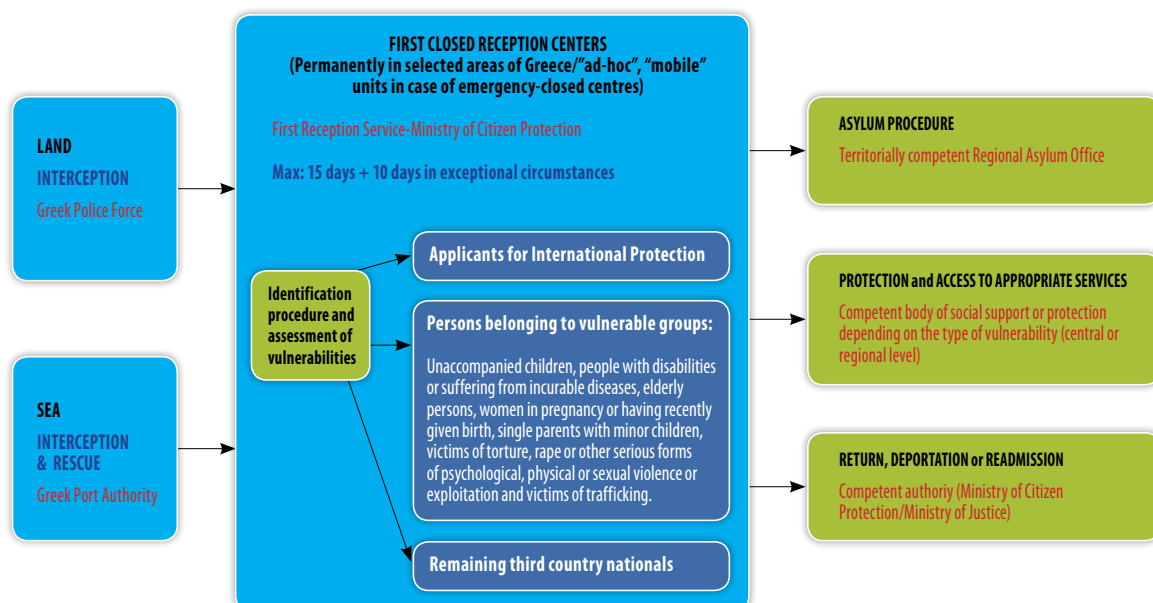 LAND
INTERCEPTION
Greek Police Force
SEA
INTERCEPTION
& RESCUE
Greek Port Authority
FIRST CLOSED RECEPTION CENTERS
(Permanently in selected areas of Greece/"ad-hoc", “mobile”
units in case of emergency-closed centres)
First Reception Service-Ministry of Citizen Protection
Max: 15 days + 10 days in exceptional circumstances
Identification
procedure and
assessment of
vulnerabilities
Applicants for International Protection
Persons belonging to vulnerable groups:
Unaccompanied children, people with disabilities
or suffering from incurable diseases, elderly
persons, women in pregnancy or having recently
given birth, single parents with minor children,
victims of torture, rape or other serious forms
of psychological, physical or sexual violence or
exploitation and victims of trafficking.
Remaining third country nationals
ASYLUM PROCEDURE
Territorially competent Regional Asylum Office
PROTECTION and ACCESS TO APPROPRIATE SERVICES
Competent body of social support or protection
depending on the type of vulnerability (central or
regional level)
RETURN, DEPORTATION or READMISSION
Competent authoriy (Ministry of Citizen
Protection/Ministry of Justice)